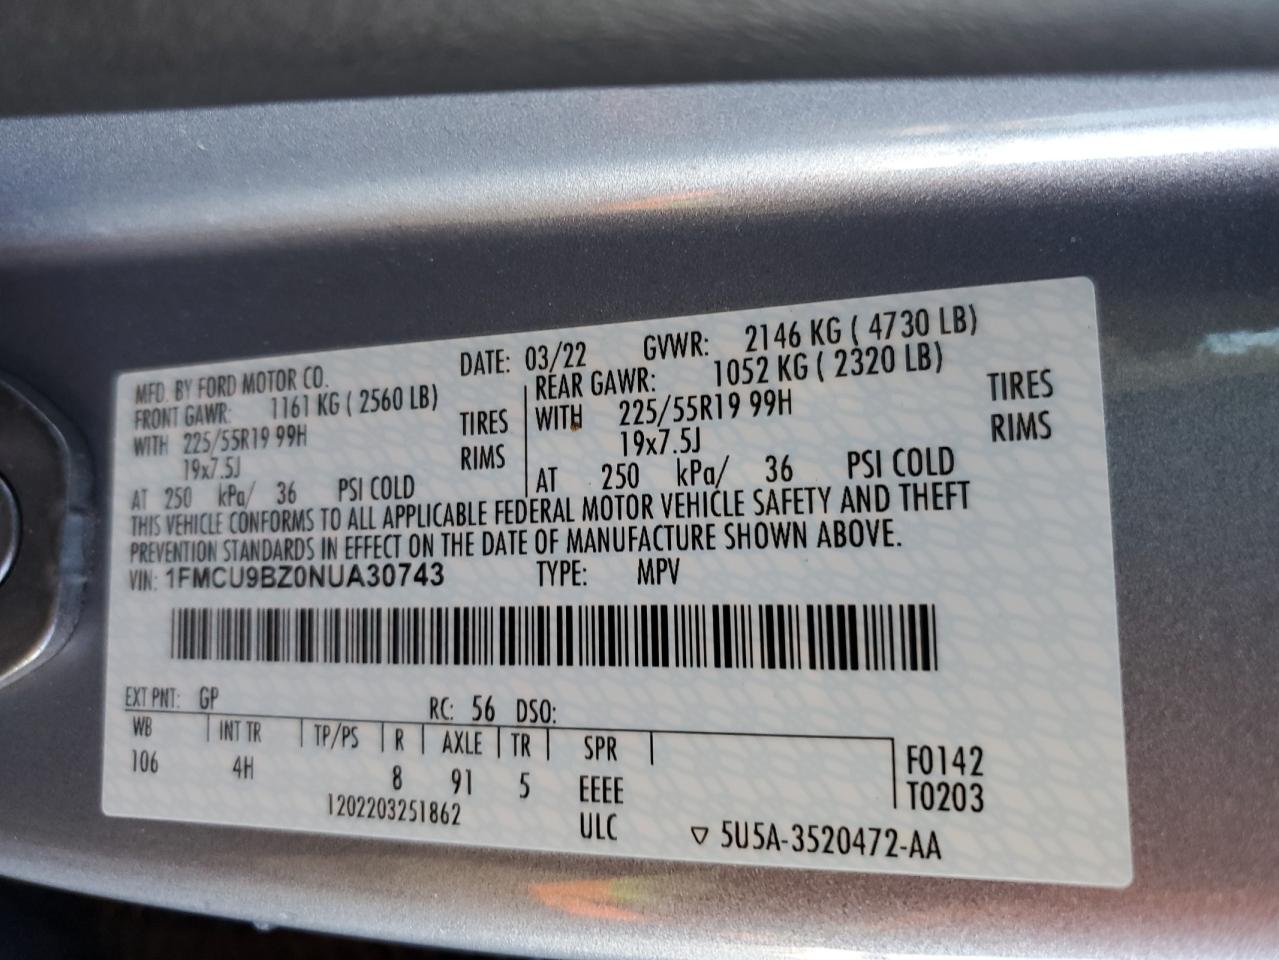 MFD. BY FORD MOTOR CO. DATE: 03/22 GVWR: 2146 KG ( 4730 LB)
FRONT GAWR: 1161 KG ( 2560 LB) REAR GAWR: 1052 KG ( 2320 LB)
WITH 225/55R19 99H TIRES WITH 225/55R19 99H TIRES
19x7.5J RIMS 19x7.5J RIMS
AT 250 kPa/ 36 PSI COLD AT 250 kPa/ 36 PSI COLD
THIS VEHICLE CONFORMS TO ALL APPLICABLE FEDERAL MOTOR VEHICLE SAFETY AND THEFT
PREVENTION STANDARDS IN EFFECT ON THE DATE OF MANUFACTURE SHOWN ABOVE.
VIN: 1FMCU9BZ0NUA30743 TYPE: MPV
EXT PNT: GP RC: 56 DSO:
WB INT TR TP/PS R AXLE TR SPR
106 4H 8 91 5 EEEE
F0142
T0203
1202203251862 ULC 5U5A-3520472-AA